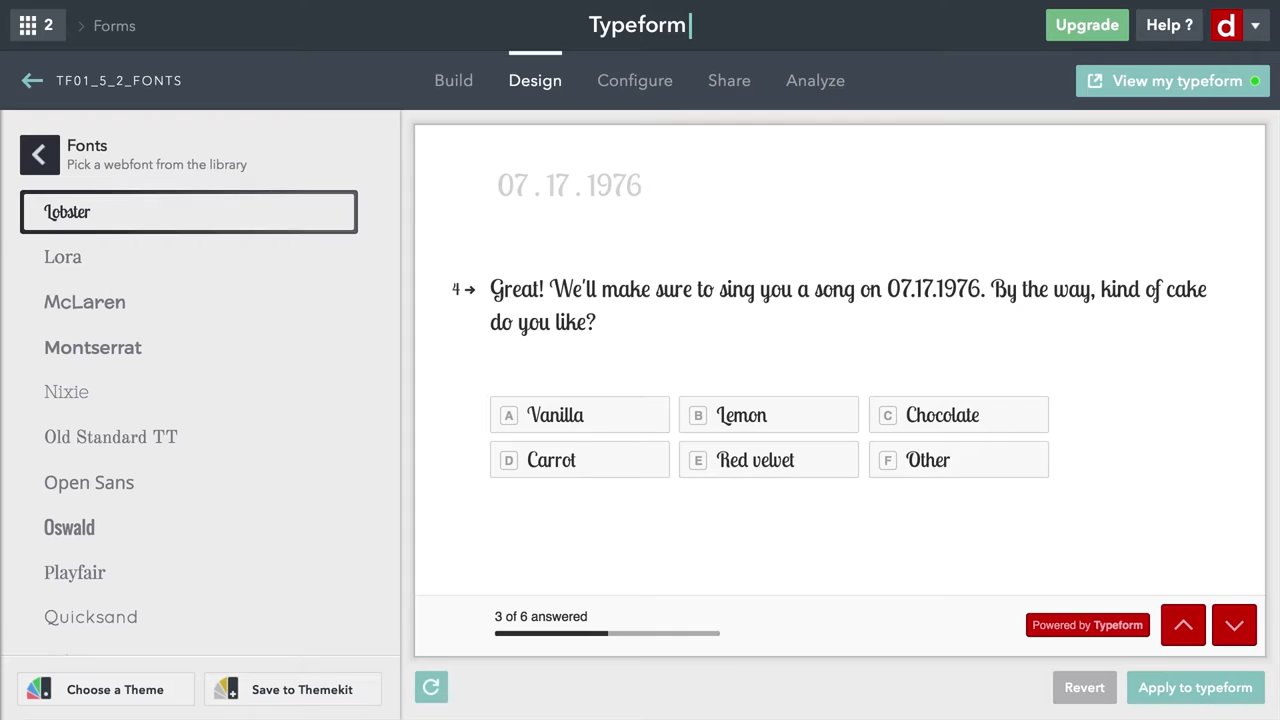 2 > Forms
Typeform
Upgrade
Help ?
d
TF01_5_2_FONTS
Build
Design
Configure
Share
Analyze
View my typeform
Fonts
Pick a webfont from the library
Lobster
Lora
McLaren
Montserrat
Nixie
Old Standard TT
Open Sans
Oswald
Playfair
Quicksand
Choose a Theme
Save to Themekit
07 . 17 . 1976
4 → Great! We'll make sure to sing you a song on 07.17.1976. By the way, kind of cake
do you like?
A Vanilla
B Lemon
C Chocolate
D Carrot
E Red velvet
F Other
3 of 6 answered
Powered by Typeform
Revert
Apply to typeform